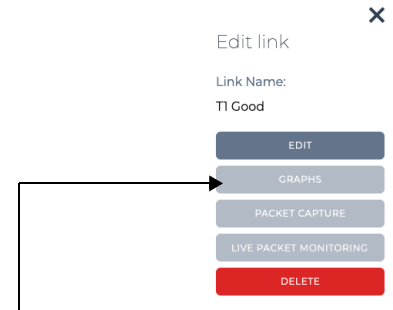 Edit link
Link Name:
T1 Good
EDIT
GRAPHS
PACKET CAPTURE
LIVE PACKET MONITORING
DELETE